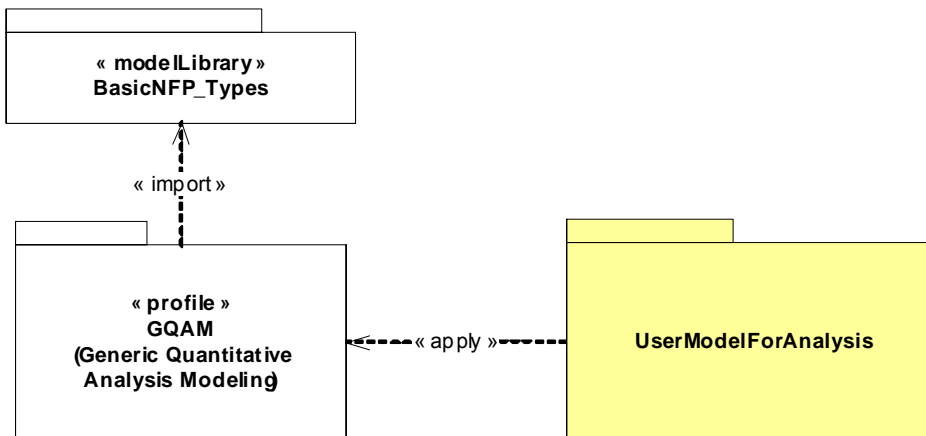 « modelLibrary »
BasicNFP_Types
« import »
« profile »
GQAM
(Generic Quantitative
Analysis Modeling)
« apply »
UserModelForAnalysis